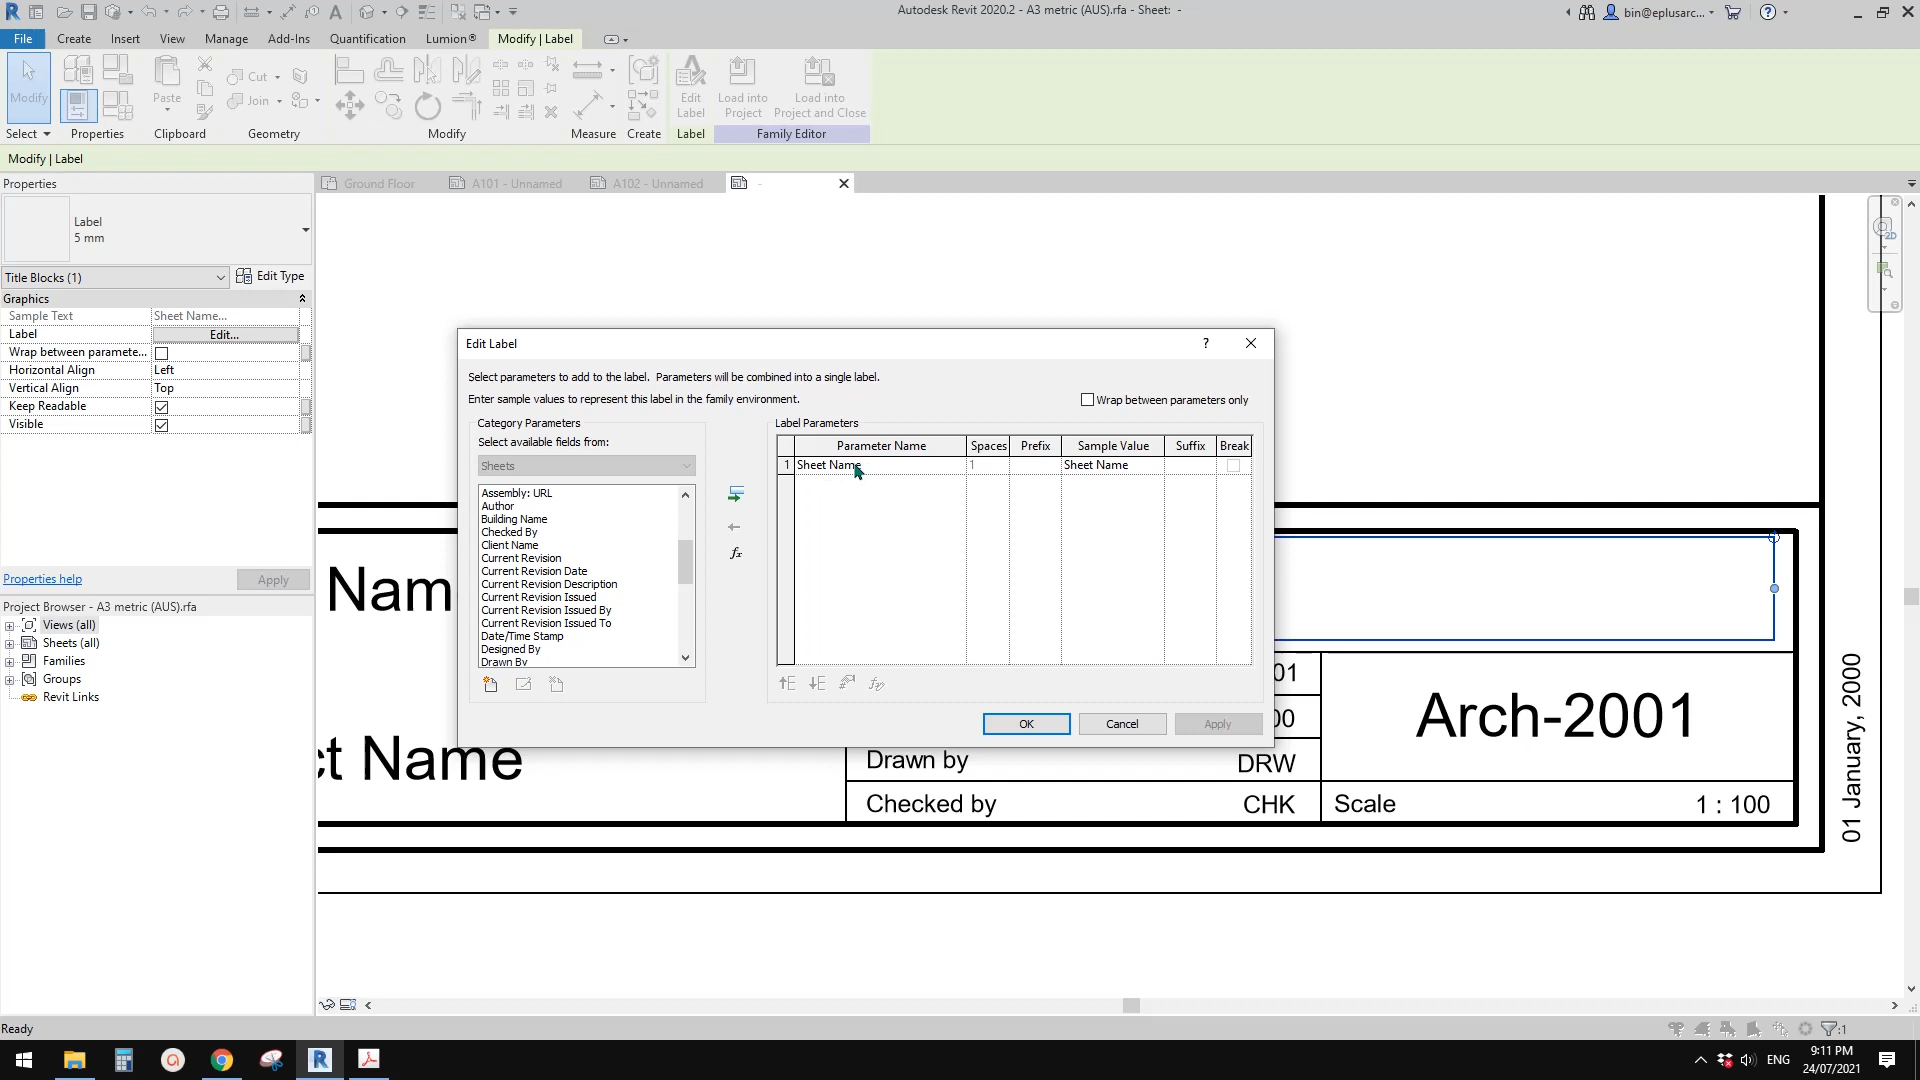 Autodesk Revit 2020.2 - A3 metric (AUS).rfa - Sheet: -
bin@eplusarc...
File Create Insert View Manage Add-Ins Quantification Lumion® Modify | Label
Modify
Paste
Cut
Join
Edit Label
Load into Project
Load into Project and Close
Select Properties Clipboard Geometry Modify Measure Create Label Family Editor
Modify | Label
Properties
Ground Floor
A101 - Unnamed
A102 - Unnamed
-
Label
5 mm
Title Blocks (1)
Edit Type
Graphics
Sample Text Sheet Name...
Label Edit...
Wrap between paramete...
Horizontal Align Left
Vertical Align Top
Keep Readable
Visible
Properties help
Apply
Project Browser - A3 metric (AUS).rfa
Views (all)
Sheets (all)
Families
Groups
Revit Links
Edit Label
?
Select parameters to add to the label. Parameters will be combined into a single label.
Enter sample values to represent this label in the family environment.
Wrap between parameters only
Category Parameters
Select available fields from:
Sheets
Assembly: URL
Author
Building Name
Checked By
Client Name
Current Revision
Current Revision Date
Current Revision Description
Current Revision Issued
Current Revision Issued By
Current Revision Issued To
Date/Time Stamp
Designed By
Drawn By
fx
Label Parameters
Parameter Name Spaces Prefix Sample Value Suffix Break
1 Sheet Name 1 Sheet Name
OK
Cancel
Apply
Nam
ct Name
01
00
Drawn by DRW
Checked by CHK
Arch-2001
Scale 1 : 100
01 January, 2000
2D
Ready
:1
ENG
9:11 PM
24/07/2021